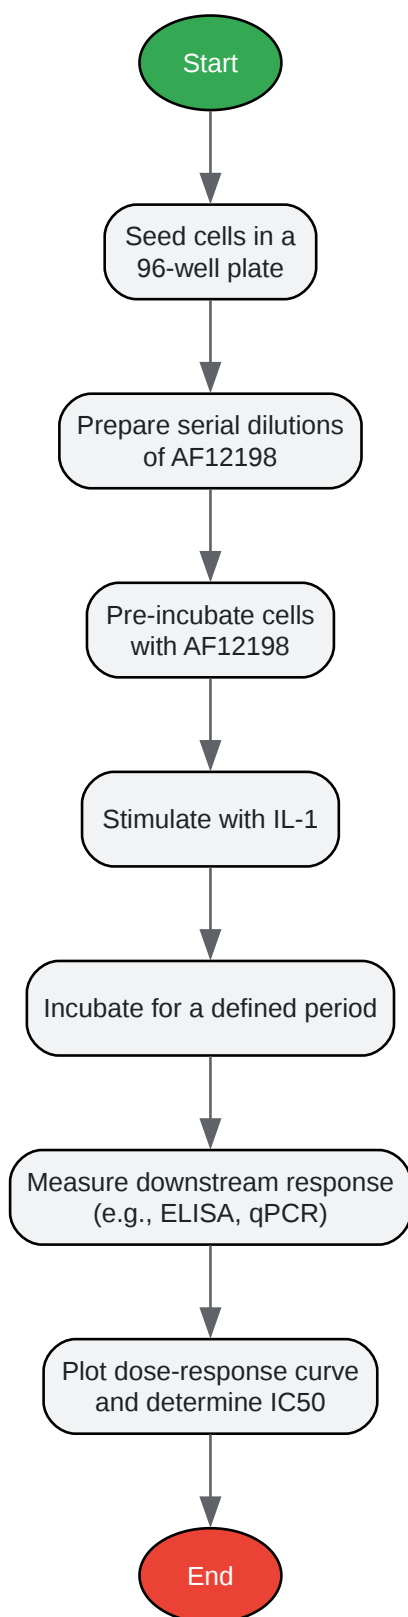 Start
Seed cells in a
96-well plate
Prepare serial dilutions
of AF12198
Pre-incubate cells
with AF12198
Stimulate with IL-1
Incubate for a defined period
Measure downstream response
(e.g., ELISA, qPCR)
Plot dose-response curve
and determine IC50
End